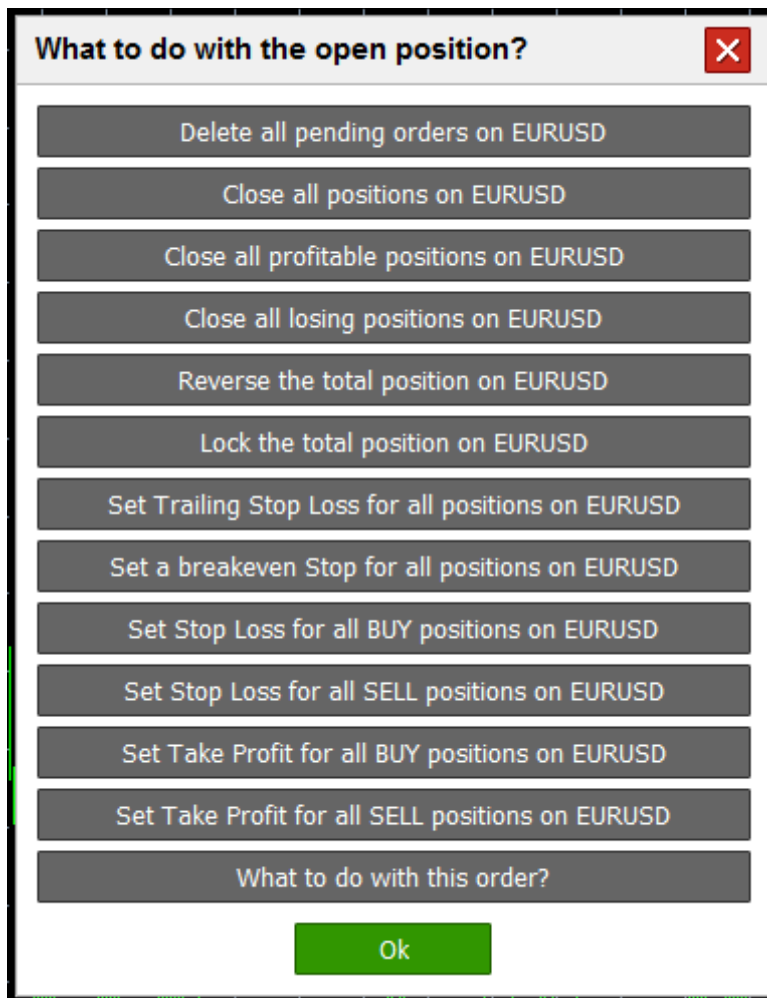 What to do with the open position?
Delete all pending orders on EURUSD
Close all positions on EURUSD
Close all profitable positions on EURUSD
Close all losing positions on EURUSD
Reverse the total position on EURUSD
Lock the total position on EURUSD
Set Trailing Stop Loss for all positions on EURUSD
Set a breakeven Stop for all positions on EURUSD
Set Stop Loss for all BUY positions on EURUSD
Set Stop Loss for all SELL positions on EURUSD
Set Take Profit for all BUY positions on EURUSD
Set Take Profit for all SELL positions on EURUSD
What to do with this order?
Ok